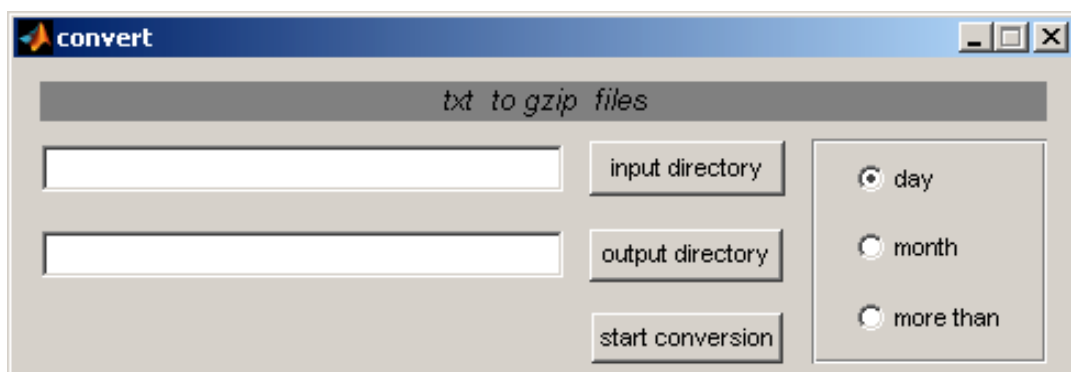 convert
txt to gzip files
input directory
day
output directory
month
start conversion
more than